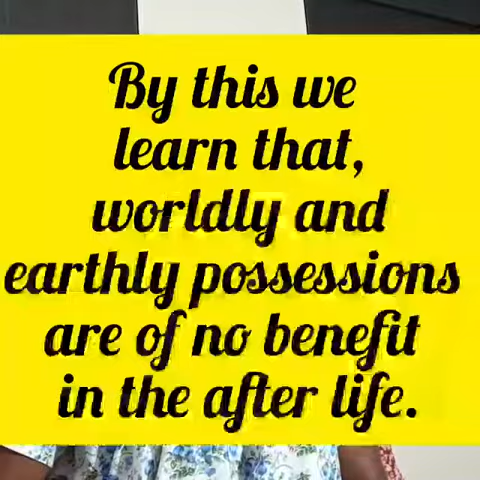 By this we
learn that,
worldly and
earthly possessions
are of no benefit
in the after life.